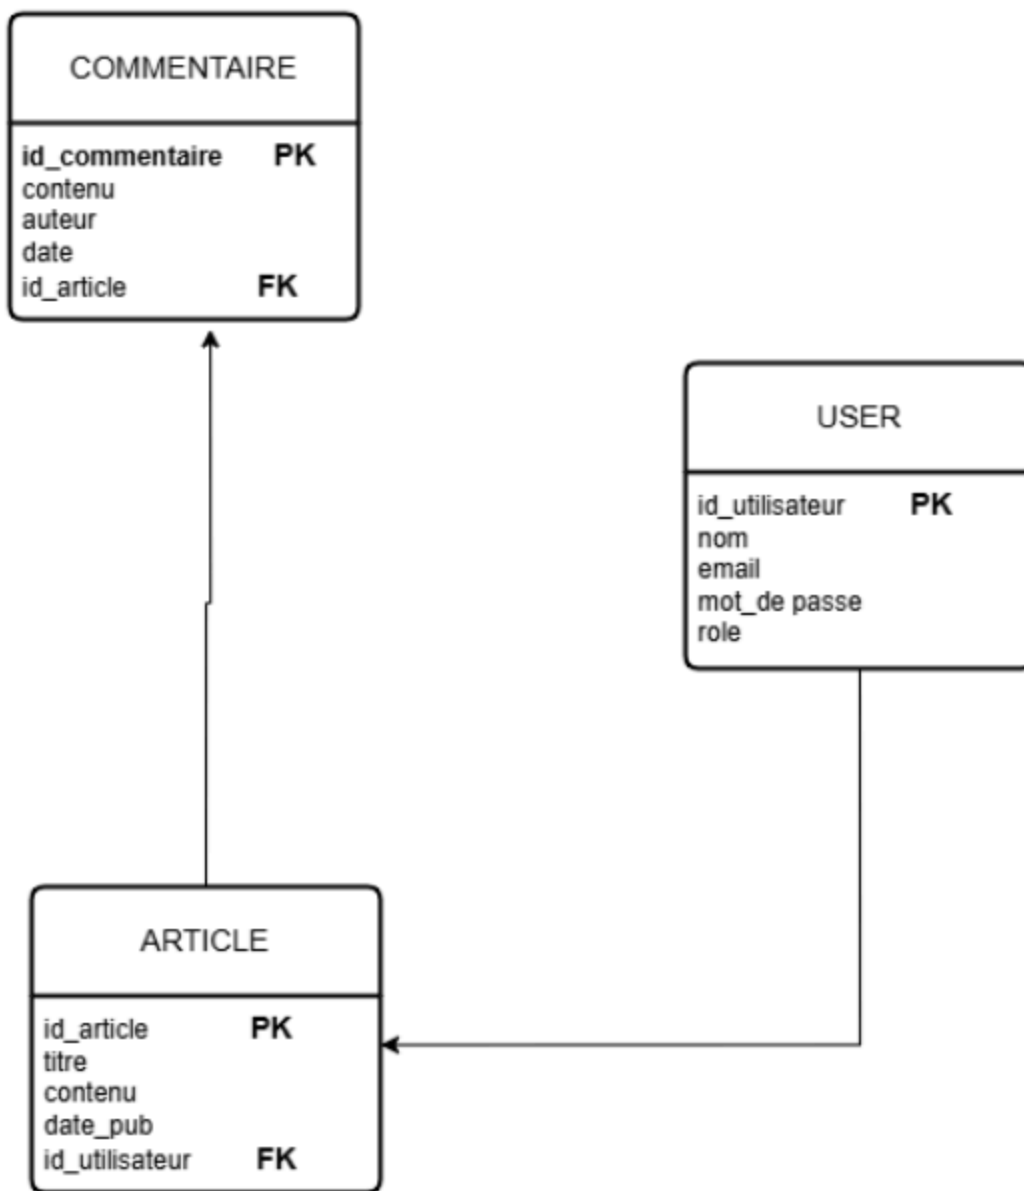 COMMENTAIRE
id_commentaire PK
contenu
auteur
date
id_article FK
USER
id_utilisateur PK
nom
email
mot_de passe
role
ARTICLE
id_article PK
titre
contenu
date_pub
id_utilisateur FK